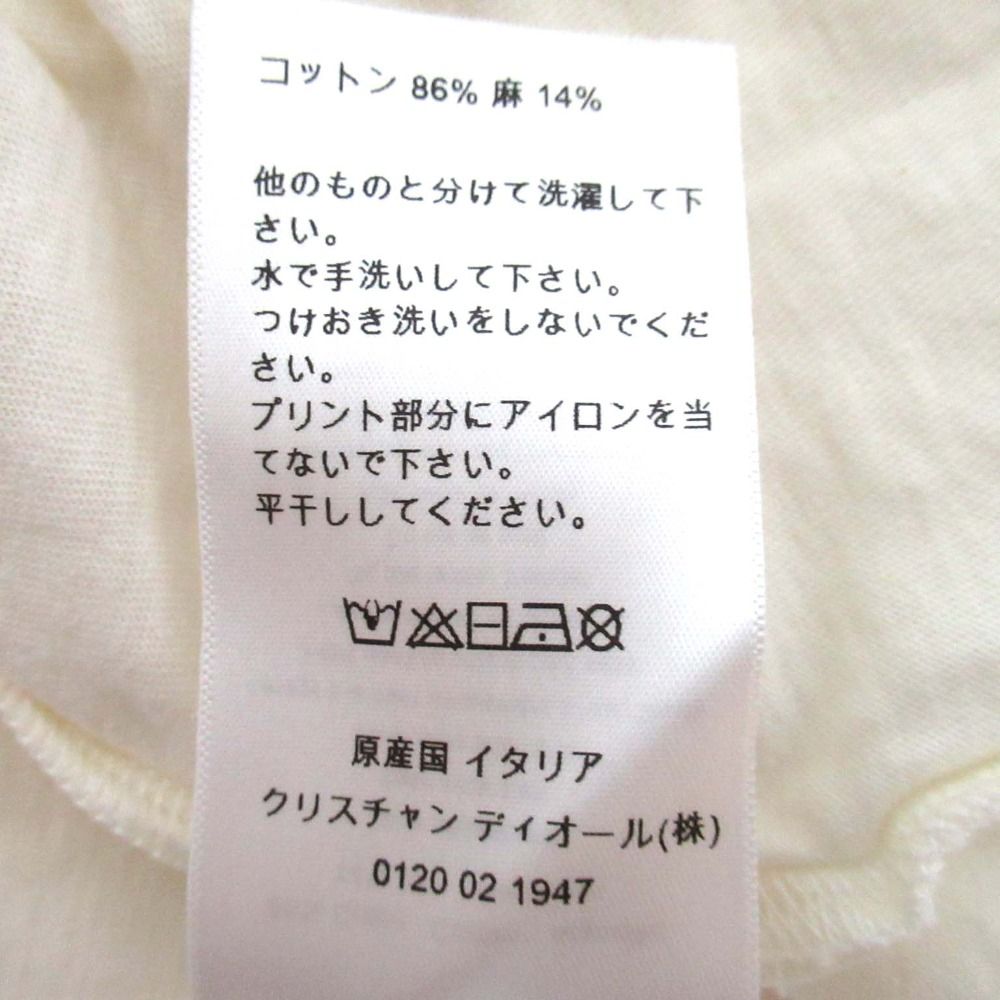 コットン 86% 麻 14%
他のものと分けて洗濯して下
さい。
水で手洗いして下さい。
つけおき洗いをしないでくだ
さい。
プリント部分にアイロンを当
てないで下さい。
平干ししてください。
原産国 イタリア
クリスチャン ディオール(株)
0120 02 1947